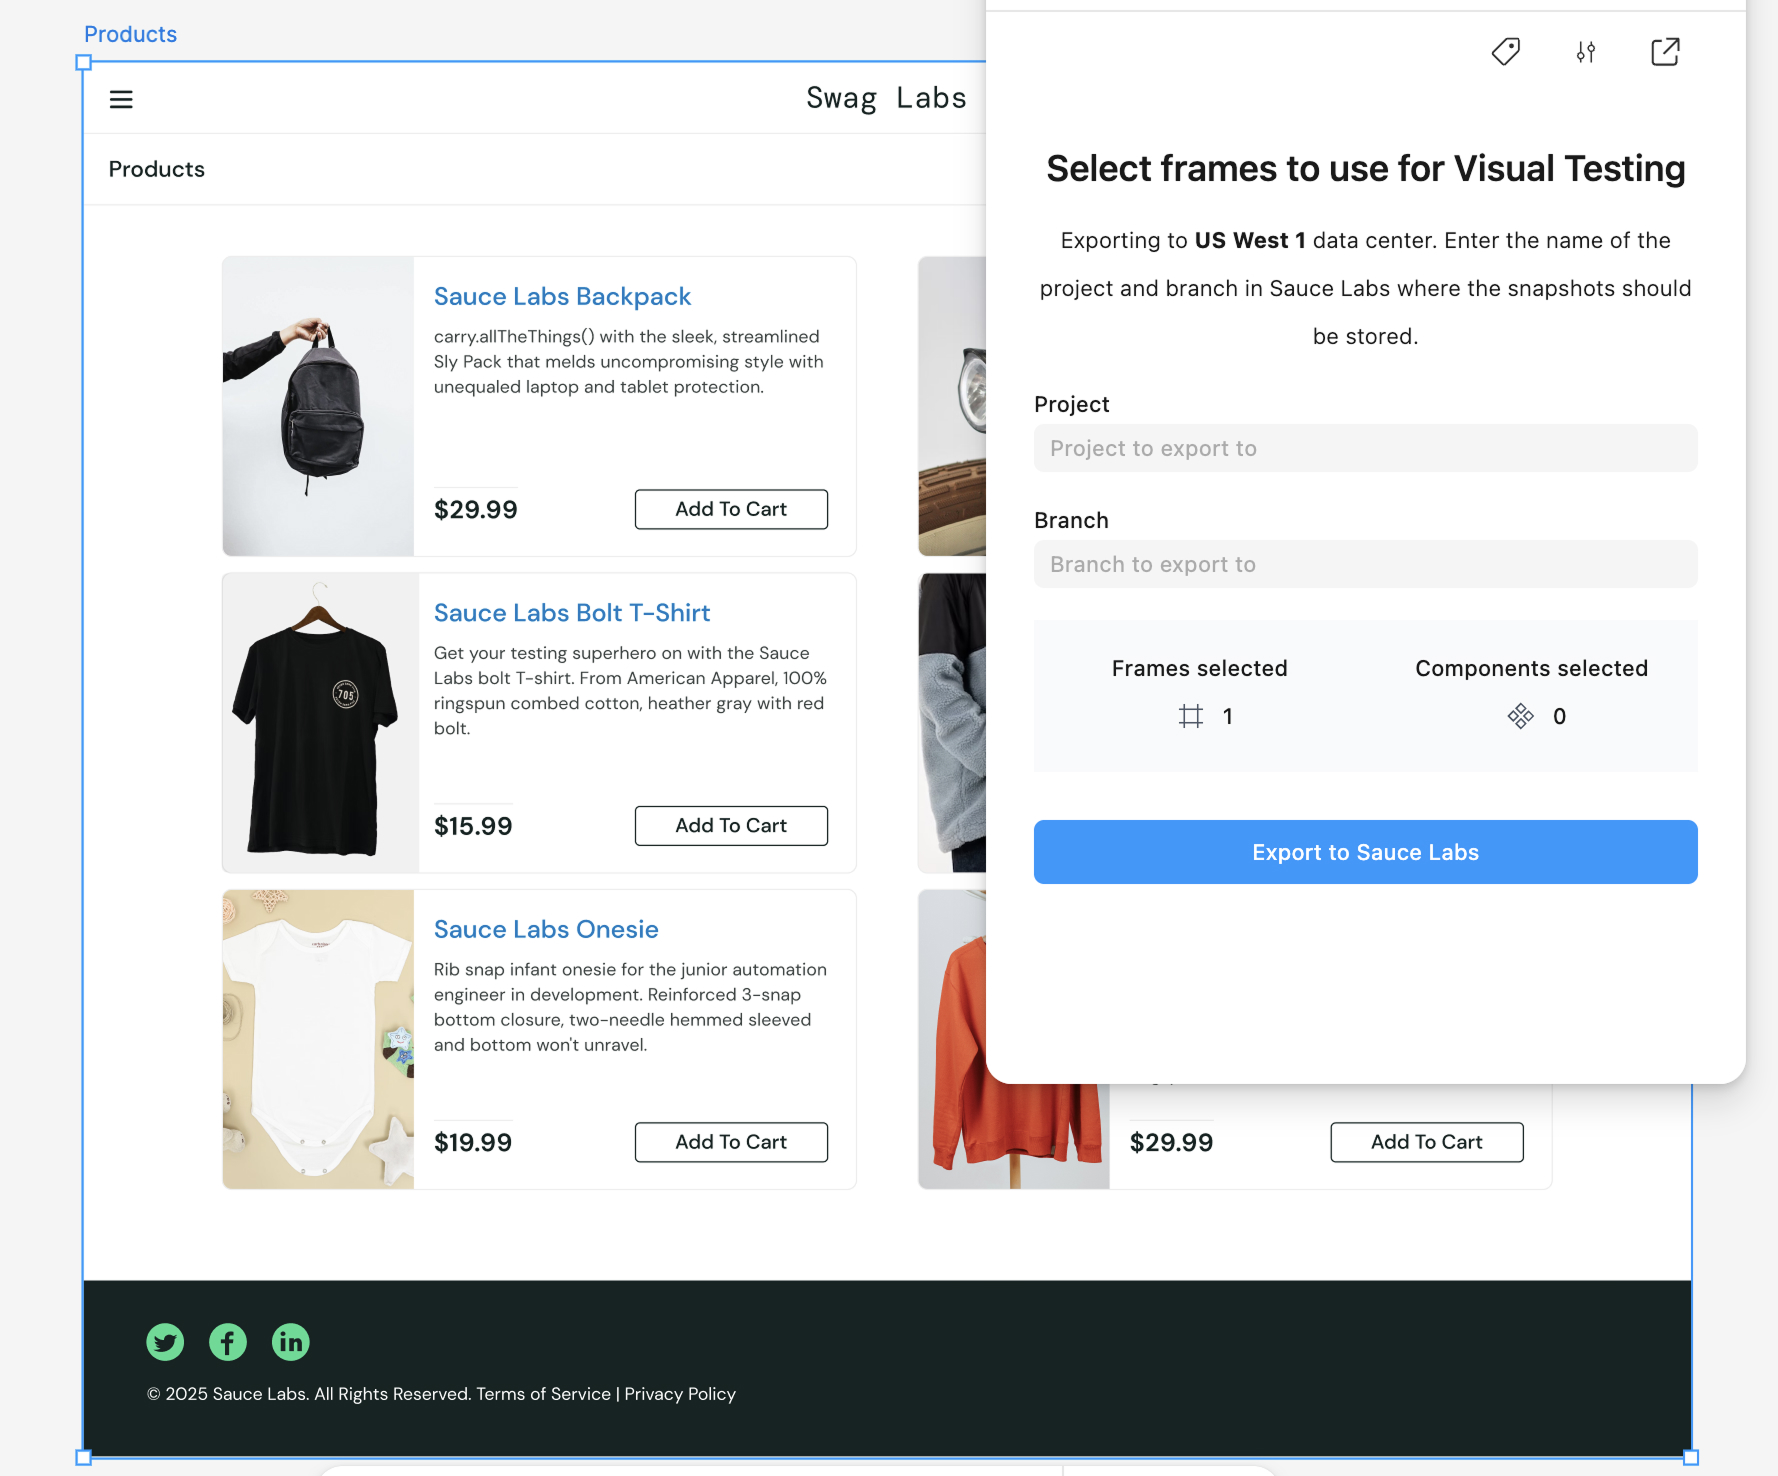 Products
Swag Labs
Products
Sauce Labs Backpack
carry.allTheThings() with the sleek, streamlined
Sly Pack that melds uncompromising style with
unequaled laptop and tablet protection.
$29.99
Add To Cart
Sauce Labs Bolt T-Shirt
Get your testing superhero on with the Sauce
Labs bolt T-shirt. From American Apparel, 100%
ringspun combed cotton, heather gray with red
bolt.
705
$15.99
Add To Cart
Sauce Labs Onesie
Rib snap infant onesie for the junior automation
engineer in development. Reinforced 3-snap
bottom closure, two-needle hemmed sleeved
and bottom won't unravel.
$19.99
Add To Cart
$29.99
Add To Cart
© 2025 Sauce Labs. All Rights Reserved. Terms of Service | Privacy Policy
Select frames to use for Visual Testing
Exporting to US West 1 data center. Enter the name of the
project and branch in Sauce Labs where the snapshots should
be stored.
Project
Project to export to
Branch
Branch to export to
Frames selected
1
Components selected
0
Export to Sauce Labs